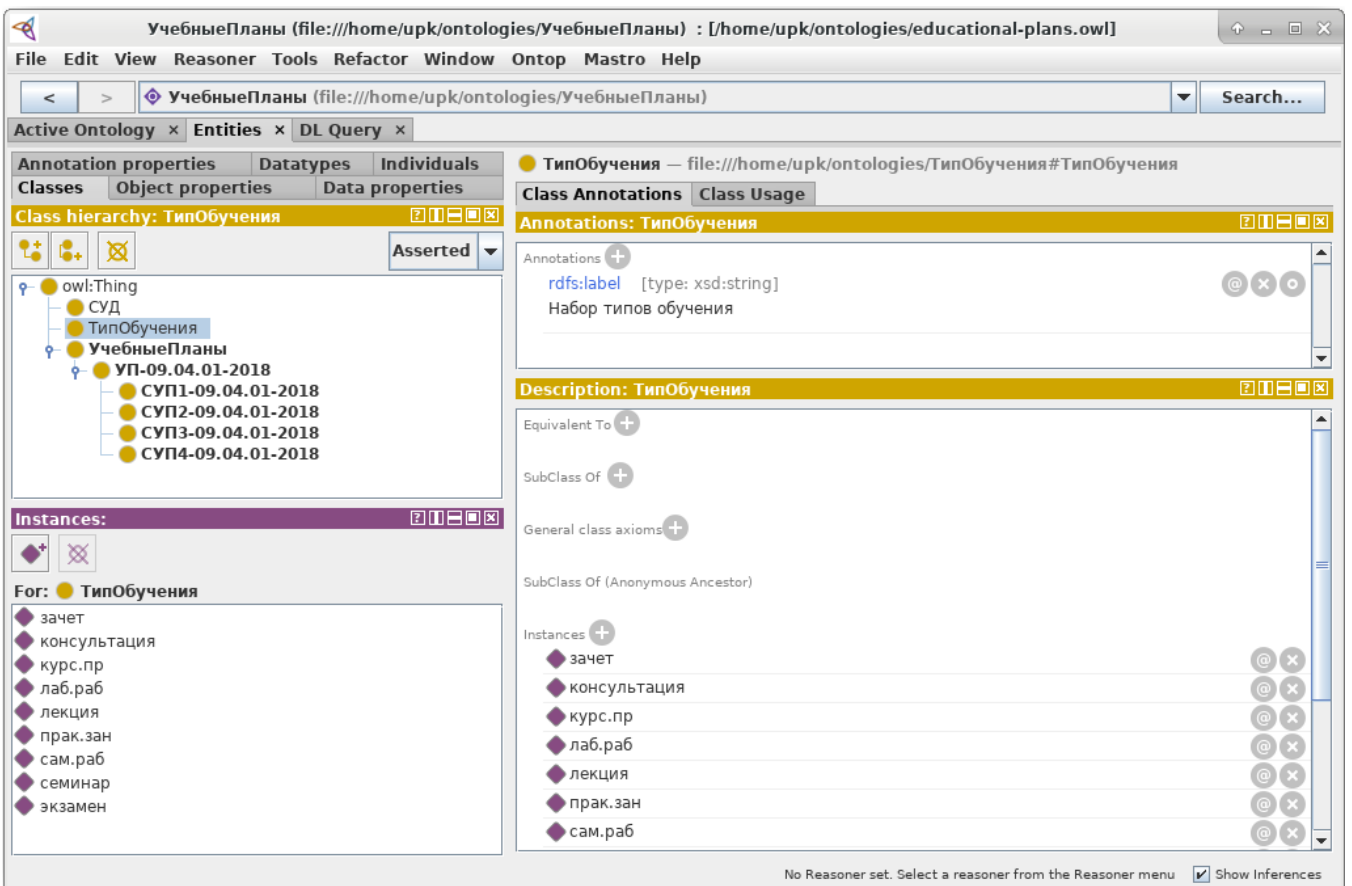 УчебныеПланы (file:///home/upk/ontologies/УчебныеПланы) : [/home/upk/ontologies/educational-plans.owl]
File Edit View Reasoner Tools Refactor Window Ontop Mastro Help
< > УчебныеПланы (file:///home/upk/ontologies/УчебныеПланы) Search...
Active Ontology × Entities × DL Query ×
Annotation properties Datatypes Individuals
Classes Object properties Data properties
Class hierarchy: ТипОбучения
Asserted
owl:Thing
СУД
ТипОбучения
УчебныеПланы
УП-09.04.01-2018
СУП1-09.04.01-2018
СУП2-09.04.01-2018
СУП3-09.04.01-2018
СУП4-09.04.01-2018
Instances:
For: ТипОбучения
зачет
консультация
курс.пр
лаб.раб
лекция
прак.зан
сам.раб
семинар
экзамен
ТипОбучения — file:///home/upk/ontologies/ТипОбучения#ТипОбучения
Class Annotations Class Usage
Annotations: ТипОбучения
Annotations
rdfs:label [type: xsd:string]
Набор типов обучения
Description: ТипОбучения
Equivalent To
SubClass Of
General class axioms
SubClass Of (Anonymous Ancestor)
Instances
зачет
консультация
курс.пр
лаб.раб
лекция
прак.зан
сам.раб
No Reasoner set. Select a reasoner from the Reasoner menu Show Inferences